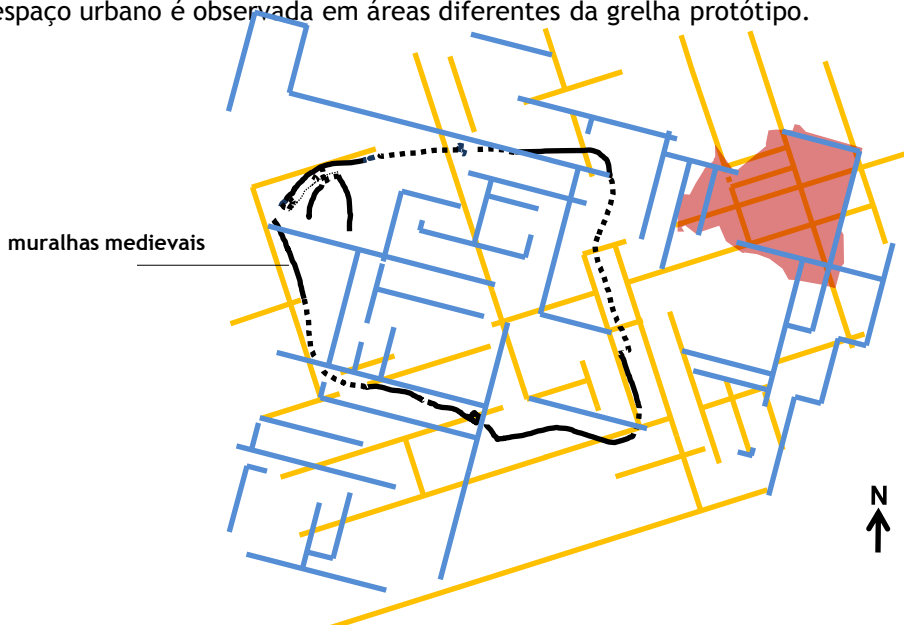 espaço urbano é observada em áreas diferentes da grelha protótipo.
muralhas medievais
N